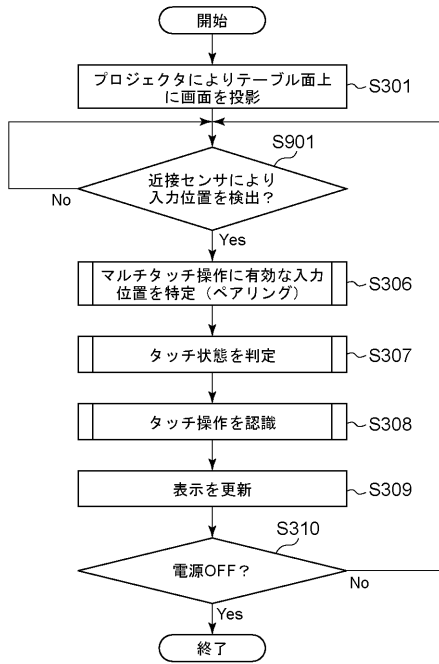 開始
プロジェクタによりテーブル面上
に画面を投影
S301
S901
近接センサにより
入力位置を検出？
No
Yes
マルチタッチ操作に有効な入力
位置を特定（ペアリング）
S306
タッチ状態を判定
S307
タッチ操作を認識
S308
表示を更新
S309
S310
電源OFF？
No
Yes
終了